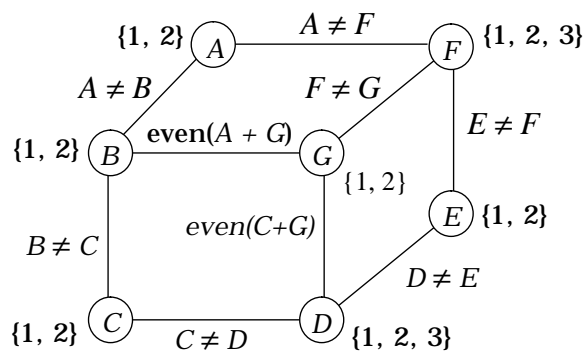 {1, 2} A A ≠ F F {1, 2, 3}
A ≠ B F ≠ G
E ≠ F
{1, 2} B even(A + G) G
{1, 2}
E {1, 2}
B ≠ C even(C+G)
D ≠ E
{1, 2} C C ≠ D D {1, 2, 3}